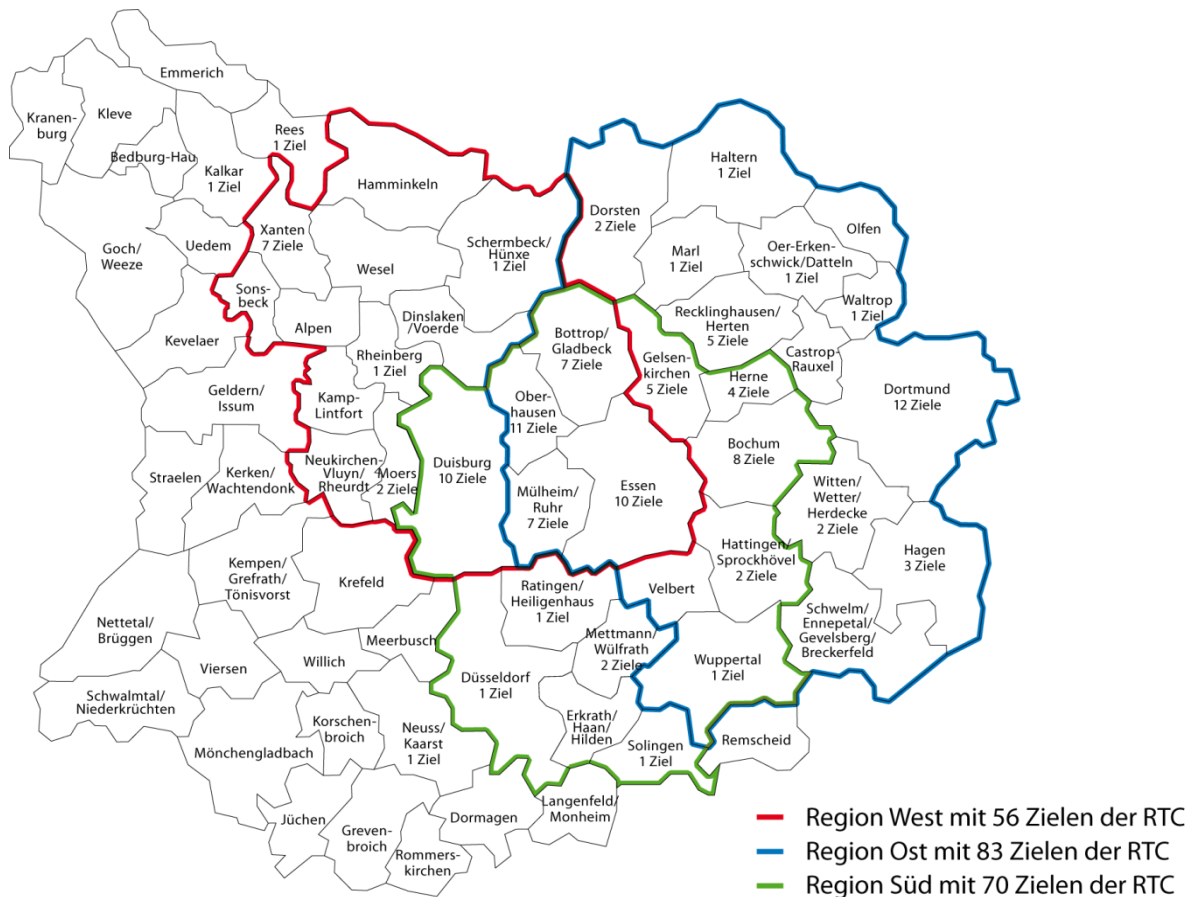 Emmerich
Kranen-
burg
Kleve
Bedburg-Hau
Kalkar
1 Ziel
Rees
1 Ziel
Hamminkeln
Haltern
1 Ziel
Dorsten
2 Ziele
Olfen
Goch/
Weeze
Uedem
Xanten
7 Ziele
Wesel
Schermbeck/
Hünxe
1 Ziel
Marl
1 Ziel
Oer-Erken-
schwick/Datteln
1 Ziel
Waltrop
1 Ziel
Sons-
beck
Alpen
Dinslaken
/Voerde
Kevelaer
Rheinberg
1 Ziel
Bottrop/
Gladbeck
7 Ziele
Gelsen-
kirchen
5 Ziele
Recklinghausen/
Herten
5 Ziele
Castrop-
Rauxel
Herne
4 Ziele
Dortmund
12 Ziele
Geldern/
Issum
Kamp-
Lintfort
Ober-
hausen
11 Ziele
Bochum
8 Ziele
Straelen
Kerken/
Wachtendonk
Neukirchen-
Vluyn/
Rheurdt
Moers
2 Ziele
Duisburg
10 Ziele
Mülheim/
Ruhr
7 Ziele
Essen
10 Ziele
Witten/
Wetter/
Herdecke
2 Ziele
Hagen
3 Ziele
Hattingen/
Sprockhövel
2 Ziele
Kempen/
Grefrath/
Tönisvorst
Krefeld
Ratingen/
Heiligenhaus
1 Ziel
Velbert
Schwelm/
Ennepetal/
Gevelsberg/
Breckerfeld
Nettetal/
Brüggen
Viersen
Willich
Meerbusch
Mettmann/
Wülfrath
2 Ziele
Wuppertal
1 Ziel
Düsseldorf
1 Ziel
Schwalmtal/
Niederkrüchten
Korschen-
broich
Mönchengladbach
Neuss/
Kaarst
1 Ziel
Erkrath/
Haan/
Hilden
Solingen
1 Ziel
Remscheid
Jüchen
Greven-
broich
Rommers-
kirchen
Dormagen
Langenfeld/
Monheim
Region West mit 56 Zielen der RTC
Region Ost mit 83 Zielen der RTC
Region Süd mit 70 Zielen der RTC